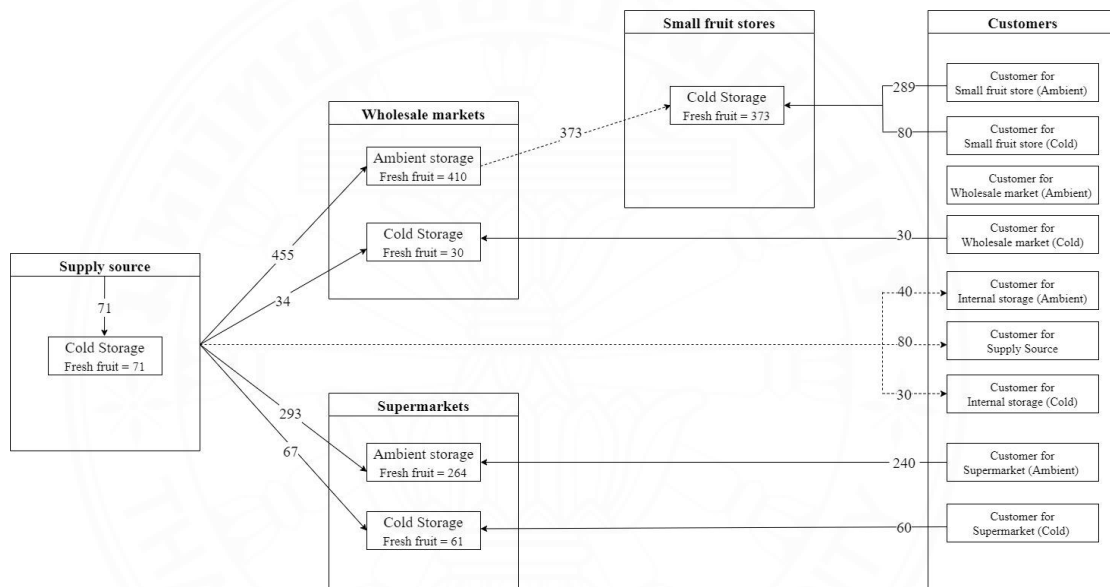 Small fruit stores
Customers
Cold Storage
Fresh fruit = 373
289
80
Customer for
Small fruit store (Ambient)
Customer for
Small fruit store (Cold)
Wholesale markets
373
Ambient storage
Fresh fruit = 410
Customer for
Wholesale market (Ambient)
Cold Storage
Fresh fruit = 30
30
Customer for
Wholesale market (Cold)
455
34
Supply source
71
Cold Storage
Fresh fruit = 71
40
Customer for
Internal storage (Ambient)
80
Customer for
Supply Source
30
Customer for
Internal storage (Cold)
Supermarkets
293
67
Ambient storage
Fresh fruit = 264
240
Customer for
Supermarket (Ambient)
Cold Storage
Fresh fruit = 61
60
Customer for
Supermarket (Cold)